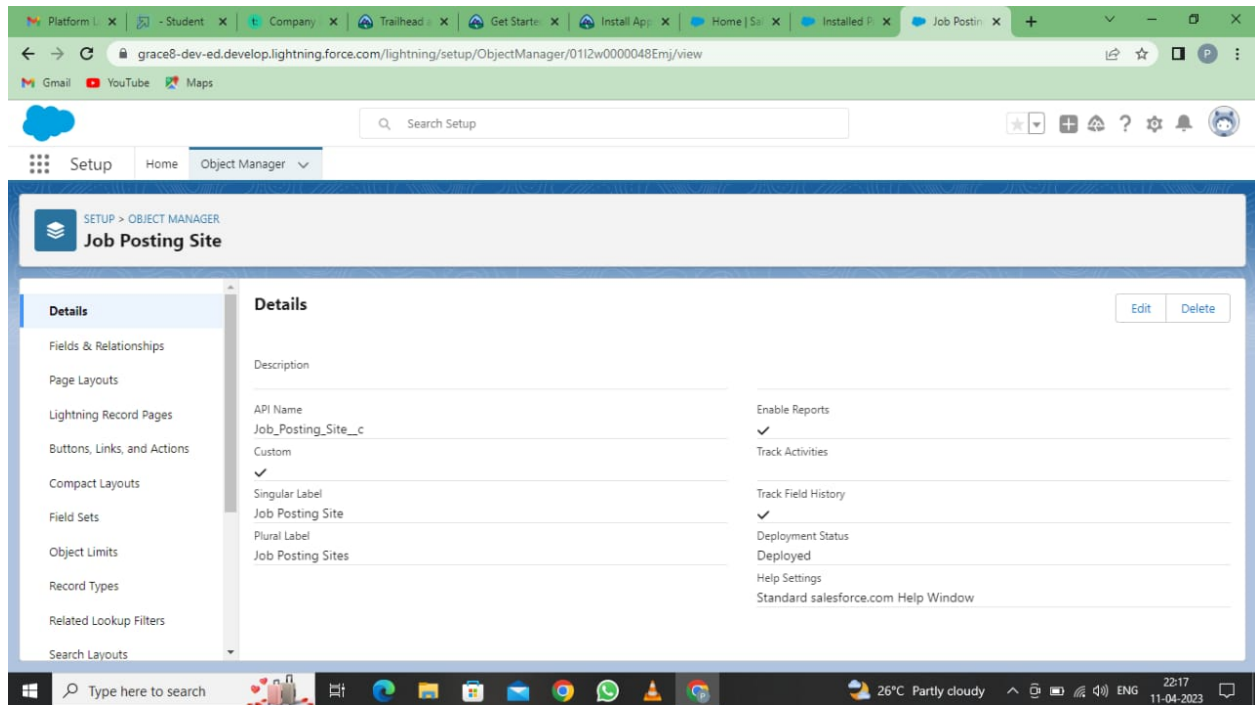 Platform L
- Student
Company
Trailhead a
Get Starte
Install App
Home | Sal
Installed P
Job Postin
grace8-dev-ed.develop.lightning.force.com/lightning/setup/ObjectManager/01I2w0000048Emj/view
P
Gmail YouTube Maps
Search Setup
Setup Home Object Manager
SETUP > OBJECT MANAGER
Job Posting Site
Details
Fields & Relationships
Page Layouts
Lightning Record Pages
Buttons, Links, and Actions
Compact Layouts
Field Sets
Object Limits
Record Types
Related Lookup Filters
Search Layouts
Details
Edit Delete
Description
API Name
Job_Posting_Site__c
Custom
Singular Label
Job Posting Site
Plural Label
Job Posting Sites
Enable Reports
Track Activities
Track Field History
Deployment Status
Deployed
Help Settings
Standard salesforce.com Help Window
Type here to search
26°C Partly cloudy
ENG
22:17
11-04-2023